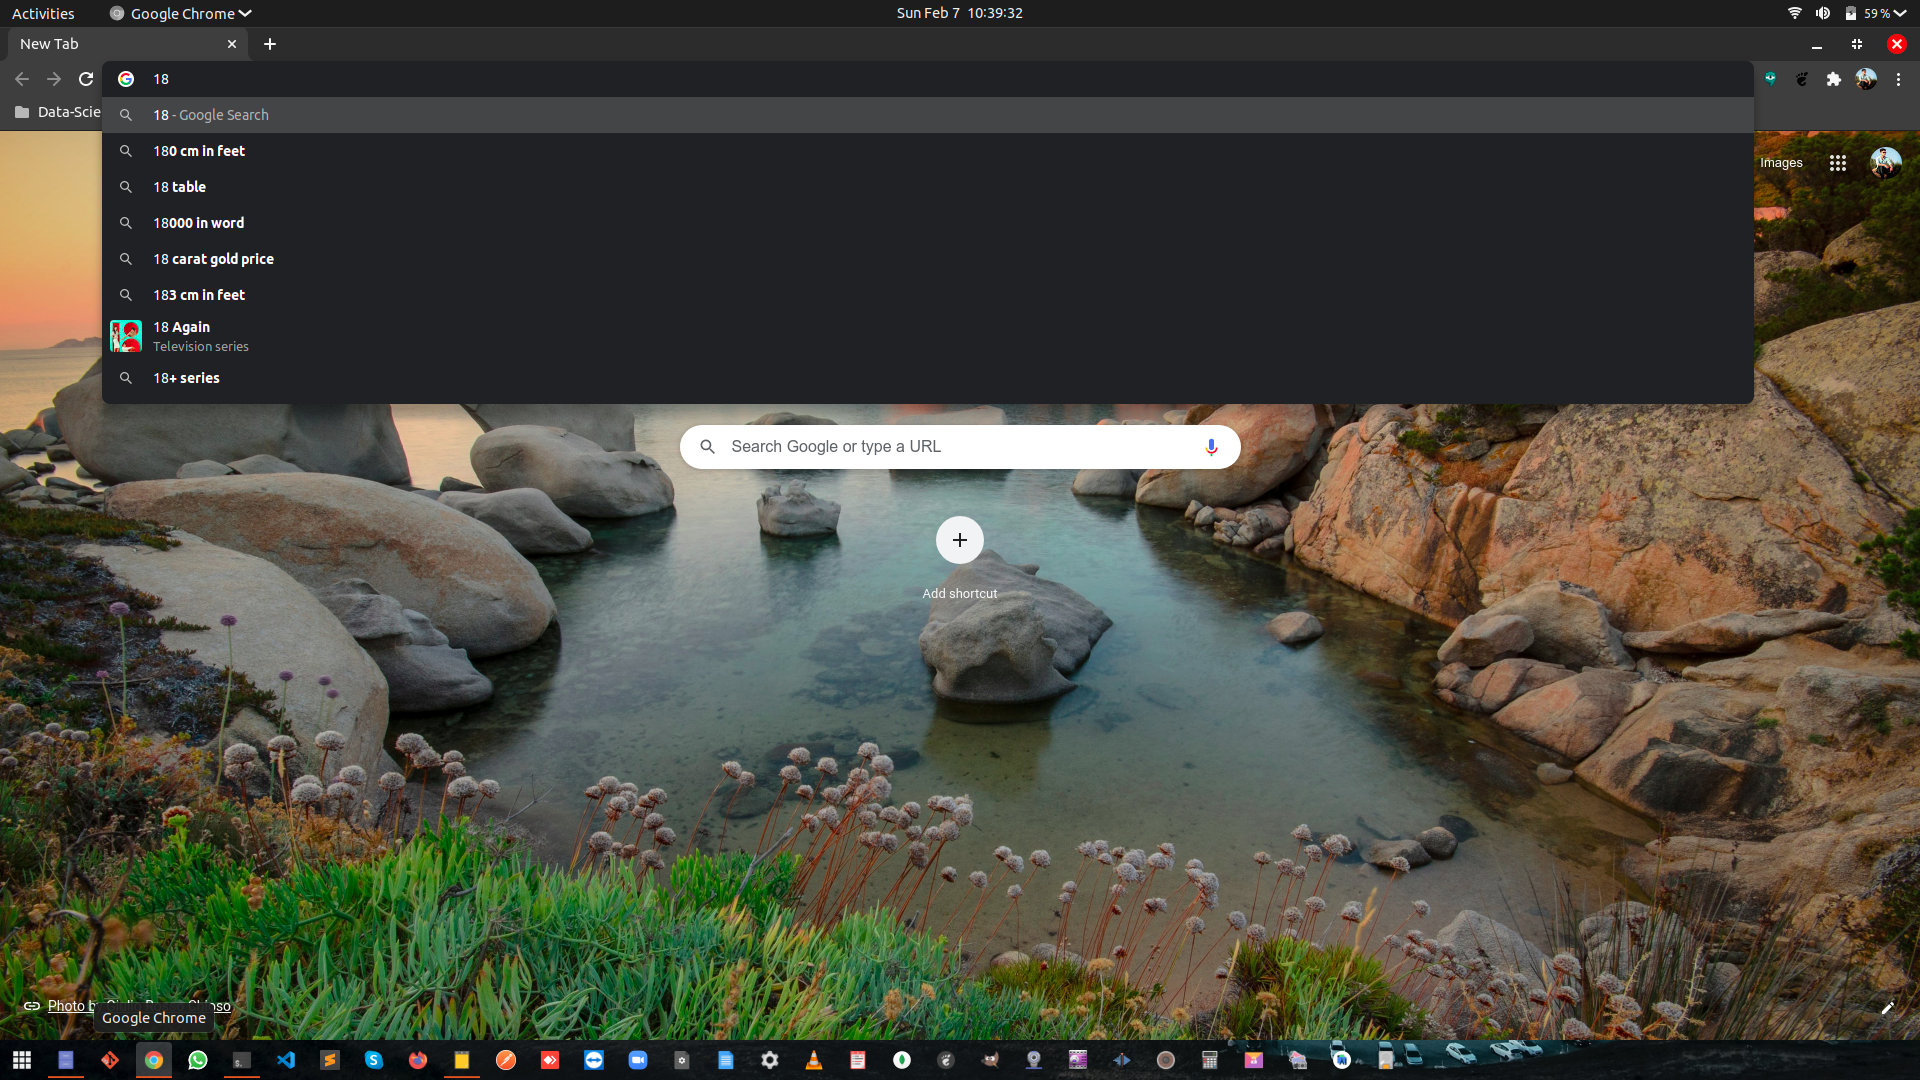 Activities
Google Chrome
Sun Feb 7 10:39:32
59 %
New Tab
18
Data-Scie
18 - Google Search
180 cm in feet
18 table
18000 in word
18 carat gold price
183 cm in feet
18 Again
Television series
18+ series
Images
Search Google or type a URL
Add shortcut
Photo by
Google Chrome